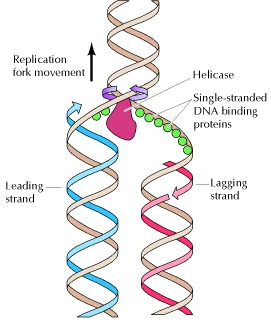 Replication
fork movement
Helicase
Single-stranded
DNA binding
proteins
Leading
strand
Lagging
strand